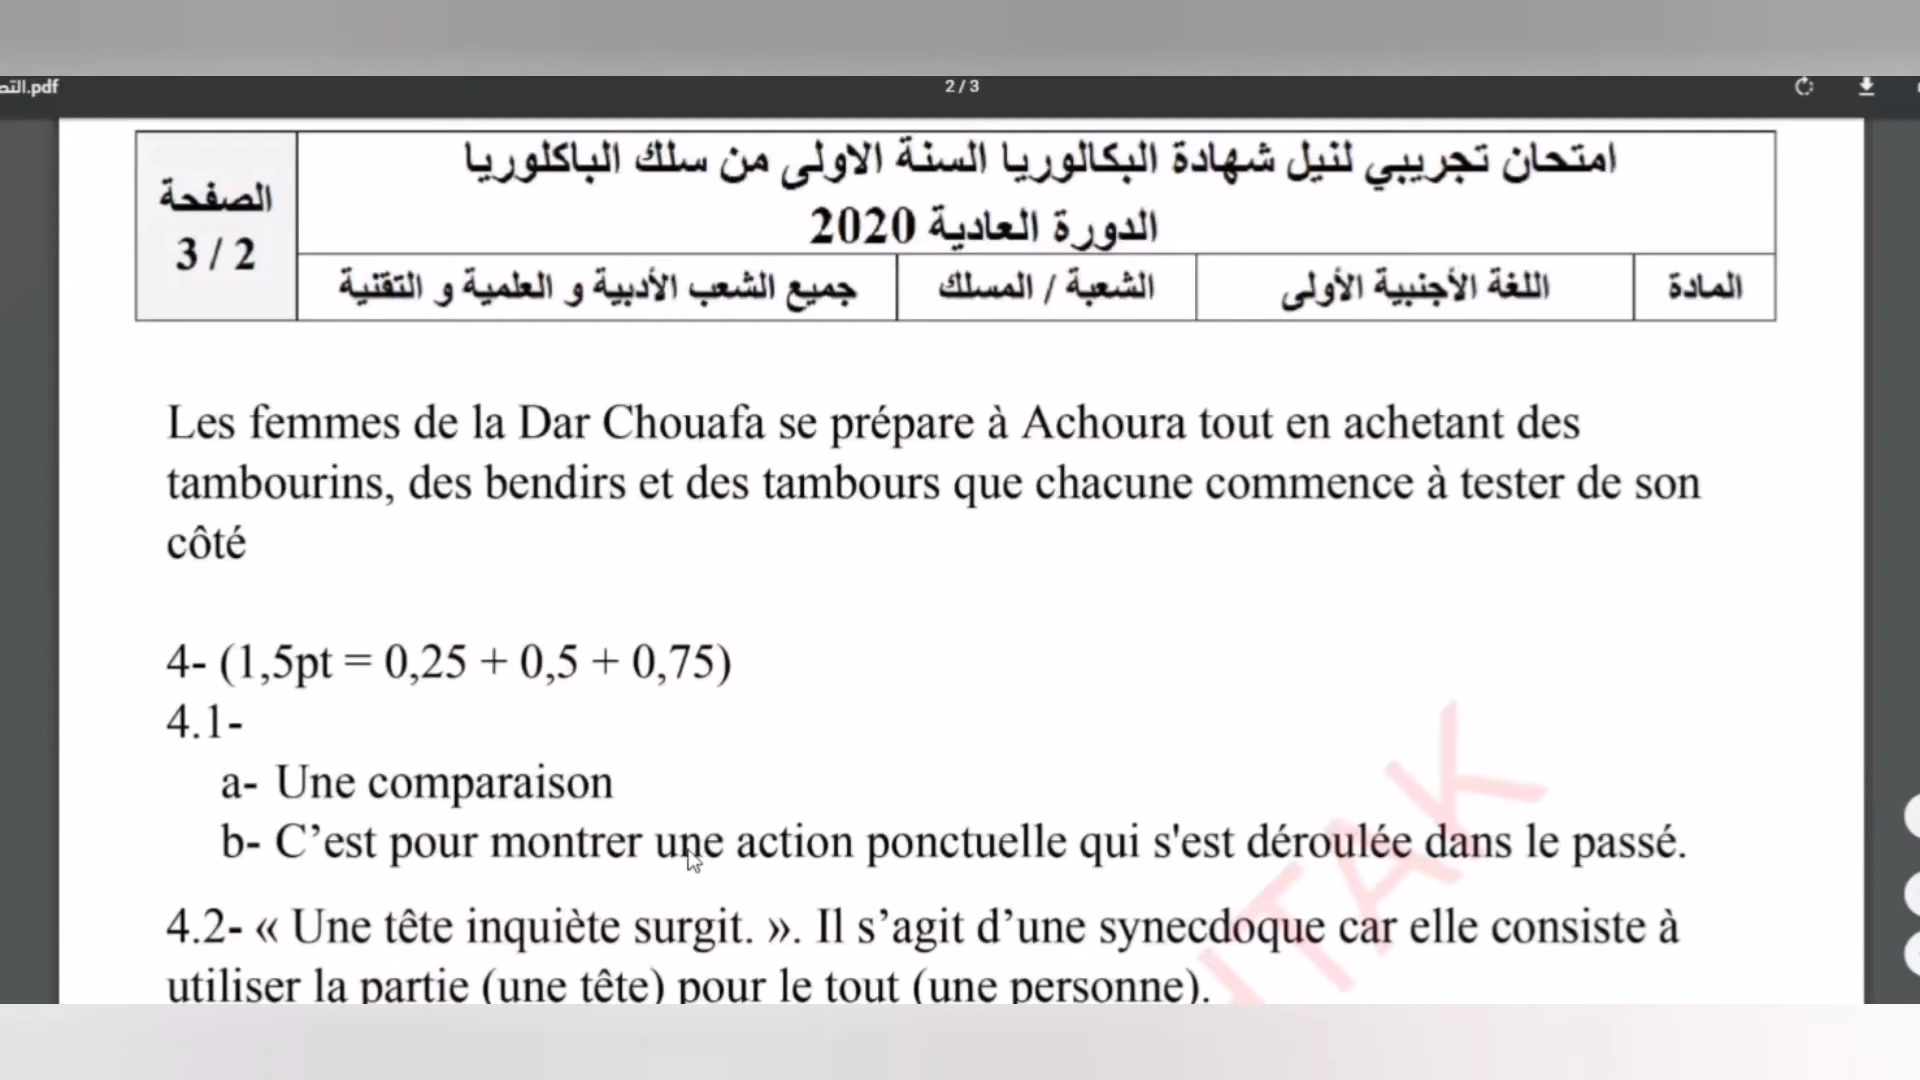 التص.pdf
2 / 3
امتحان تجريبي لنيل شهادة البكالوريا السنة الاولى من سلك الباكلوريا
الدورة العادية 2020
الصفحة
3 / 2
المادة
اللغة الأجنبية الأولى
الشعبة / المسلك
جميع الشعب الأدبية و العلمية و التقنية
Les femmes de la Dar Chouafa se prépare à Achoura tout en achetant des
tambourins, des bendirs et des tambours que chacune commence à tester de son
côté
4- (1,5pt = 0,25 + 0,5 + 0,75)
4.1-
a- Une comparaison
b- C’est pour montrer une action ponctuelle qui s'est déroulée dans le passé.
4.2- « Une tête inquiète surgit. ». Il s’agit d’une synecdoque car elle consiste à
utiliser la partie (une tête) pour le tout (une personne).